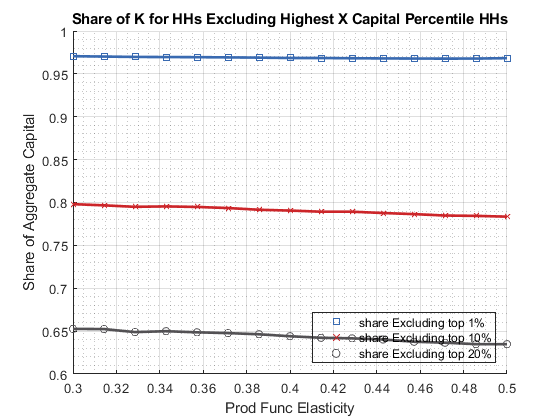 Share of K for HHs Excluding Highest X Capital Percentile HHs
1
0.95
0.9
0.85
0.8
0.75
0.7
0.65
0.6
Share of Aggregate Capital
share Excluding top 1%
share Excluding top 10%
share Excluding top 20%
0.3 0.32 0.34 0.36 0.38 0.4 0.42 0.44 0.46 0.48 0.5
Prod Func Elasticity